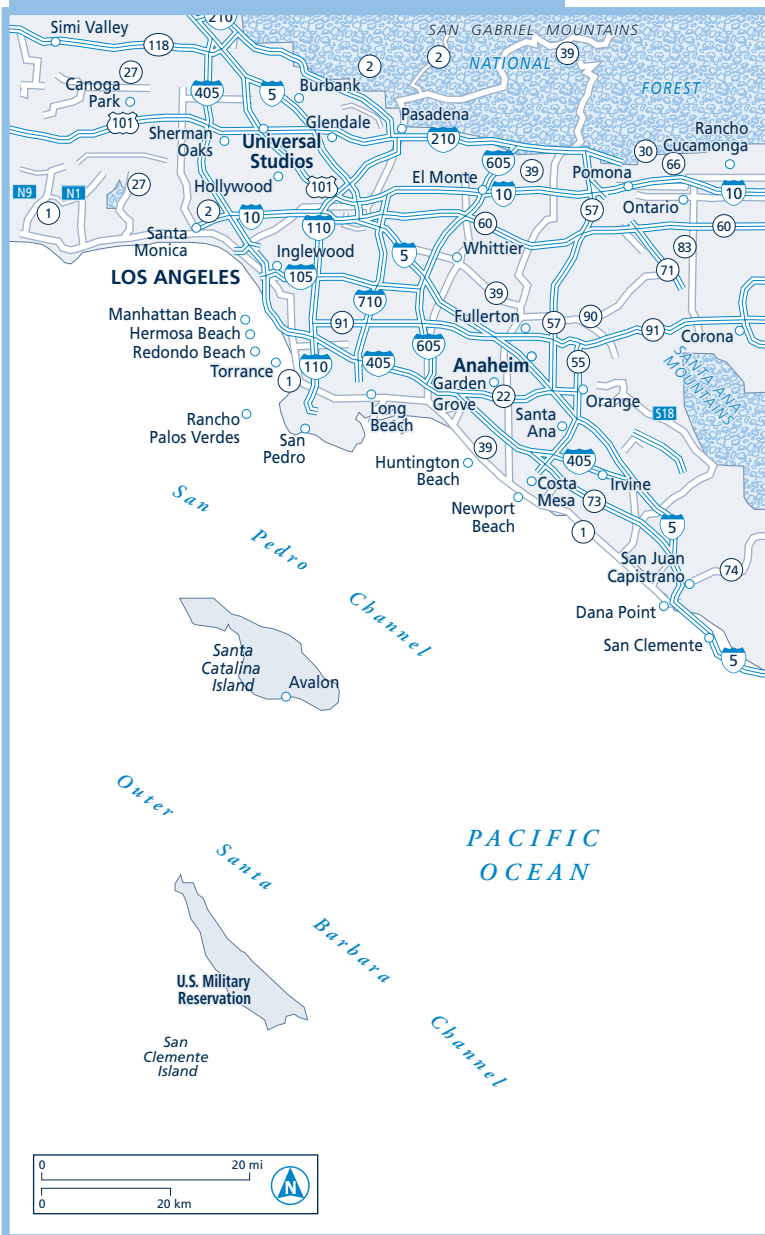 210
Simi Valley
SAN GABRIEL MOUNTAINS
118
2
39
2
NATIONAL
27
Canoga
Park
405
5
Burbank
FOREST
101
Pasadena
Glendale
Sherman
Oaks
Universal
Studios
210
Rancho
Cucamonga
30
66
605
39
Pomona
El Monte
10
10
N9
N1
27
Hollywood
101
1
2
10
110
Ontario
57
60
60
Santa
Monica
Inglewood
5
Whittier
83
71
LOS ANGELES
105
710
39
Manhattan Beach
Hermosa Beach
Redondo Beach
Torrance
91
Fullerton
57
90
91
Corona
605
110
405
1
Anaheim
55
SANTA ANA
MOUNTAINS
Garden
Grove
22
Orange
Long
Beach
Santa
Ana
S18
Rancho
Palos Verdes
San
Pedro
39
Huntington
Beach
405
Irvine
Costa
Mesa
73
Newport
Beach
1
5
San Pedro Channel
San Juan
Capistrano
74
Dana Point
San Clemente
5
Santa
Catalina
Island
Avalon
Outer Santa Barbara Channel
PACIFIC
OCEAN
U.S. Military
Reservation
San
Clemente
Island
0 20 mi
0 20 km
N